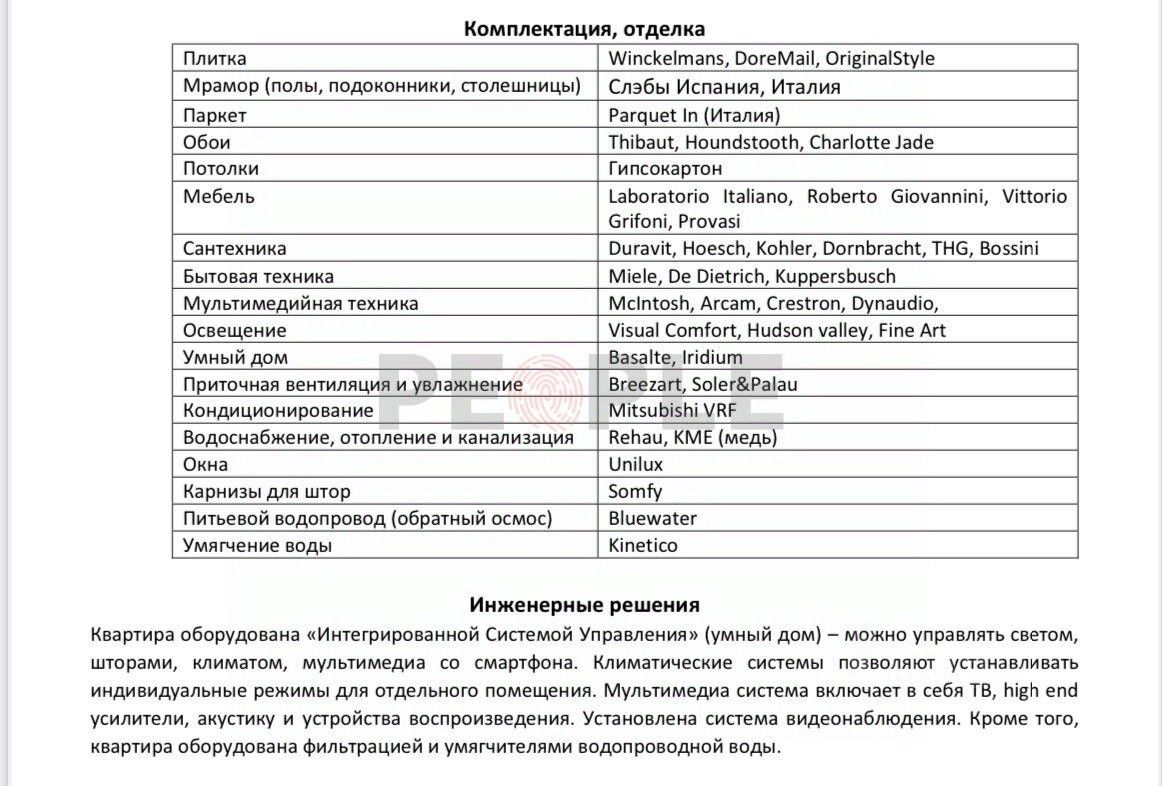 Комплектация, отделка
Плитка Winckelmans, DoreMail, OriginalStyle
Мрамор (полы, подоконники, столешницы) Слэбы Испания, Италия
Паркет Parquet In (Италия)
Обои Thibaut, Houndstooth, Charlotte Jade
Потолки Гипсокартон
Мебель Laboratorio Italiano, Roberto Giovannini, Vittorio
Grifoni, Provasi
Сантехника Duravit, Hoesch, Kohler, Dornbracht, THG, Bossini
Бытовая техника Miele, De Dietrich, Kuppersbusch
Мультимедийная техника McIntosh, Arcam, Crestron, Dynaudio,
Освещение Visual Comfort, Hudson valley, Fine Art
Умный дом Basalte, Iridium
PEOPLE
Приточная вентиляция и увлажнение Breezart, Soler&Palau
Кондиционирование Mitsubishi VRF
Водоснабжение, отопление и канализация Rehau, KME (медь)
Окна Unilux
Карнизы для штор Somfy
Питьевой водопровод (обратный осмос) Bluewater
Умягчение воды Kinetico
Инженерные решения
Квартира оборудована «Интегрированной Системой Управления» (умный дом) – можно управлять светом,
шторами, климатом, мультимедиа со смартфона. Климатические системы позволяют устанавливать
индивидуальные режимы для отдельного помещения. Мультимедиа система включает в себя ТВ, high end
усилители, акустику и устройства воспроизведения. Установлена система видеонаблюдения. Кроме того,
квартира оборудована фильтрацией и умягчителями водопроводной воды.